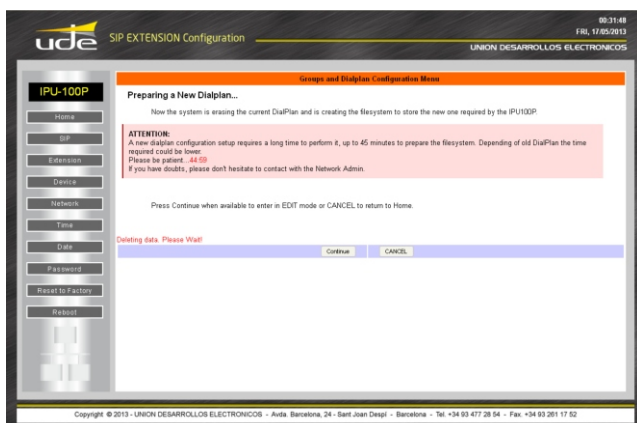 00:31:48
FRI, 17/05/2013
ude
SIP EXTENSION Configuration
UNION DESARROLLOS ELECTRONICOS
IPU-100P
Home
SIP
Extension
Device
Network
Time
Date
Password
Reset to Factory
Reboot
Groups and Dialplan Configuration Menu
Preparing a New Dialplan...
Now the system is erasing the current DialPlan and is creating the filesystem to store the new one required by the IPU100P.
ATTENTION:
A new dialplan configuration setup requires a long time to perform it, up to 45 minutes to prepare the filesystem. Depending of old DialPlan the time
required could be lower.
Please be patient...44:59
If you have doubts, please don't hesitate to contact with the Network Admin.
Press Continue when available to enter in EDIT mode or CANCEL to return to Home.
Deleting data. Please Wait!
Continue
CANCEL
Copyright © 2013 - UNION DESARROLLOS ELECTRONICOS - Avda. Barcelona, 24 - Sant Joan Despí - Barcelona - Tel. +34 93 477 28 54 - Fax. +34 93 261 17 52